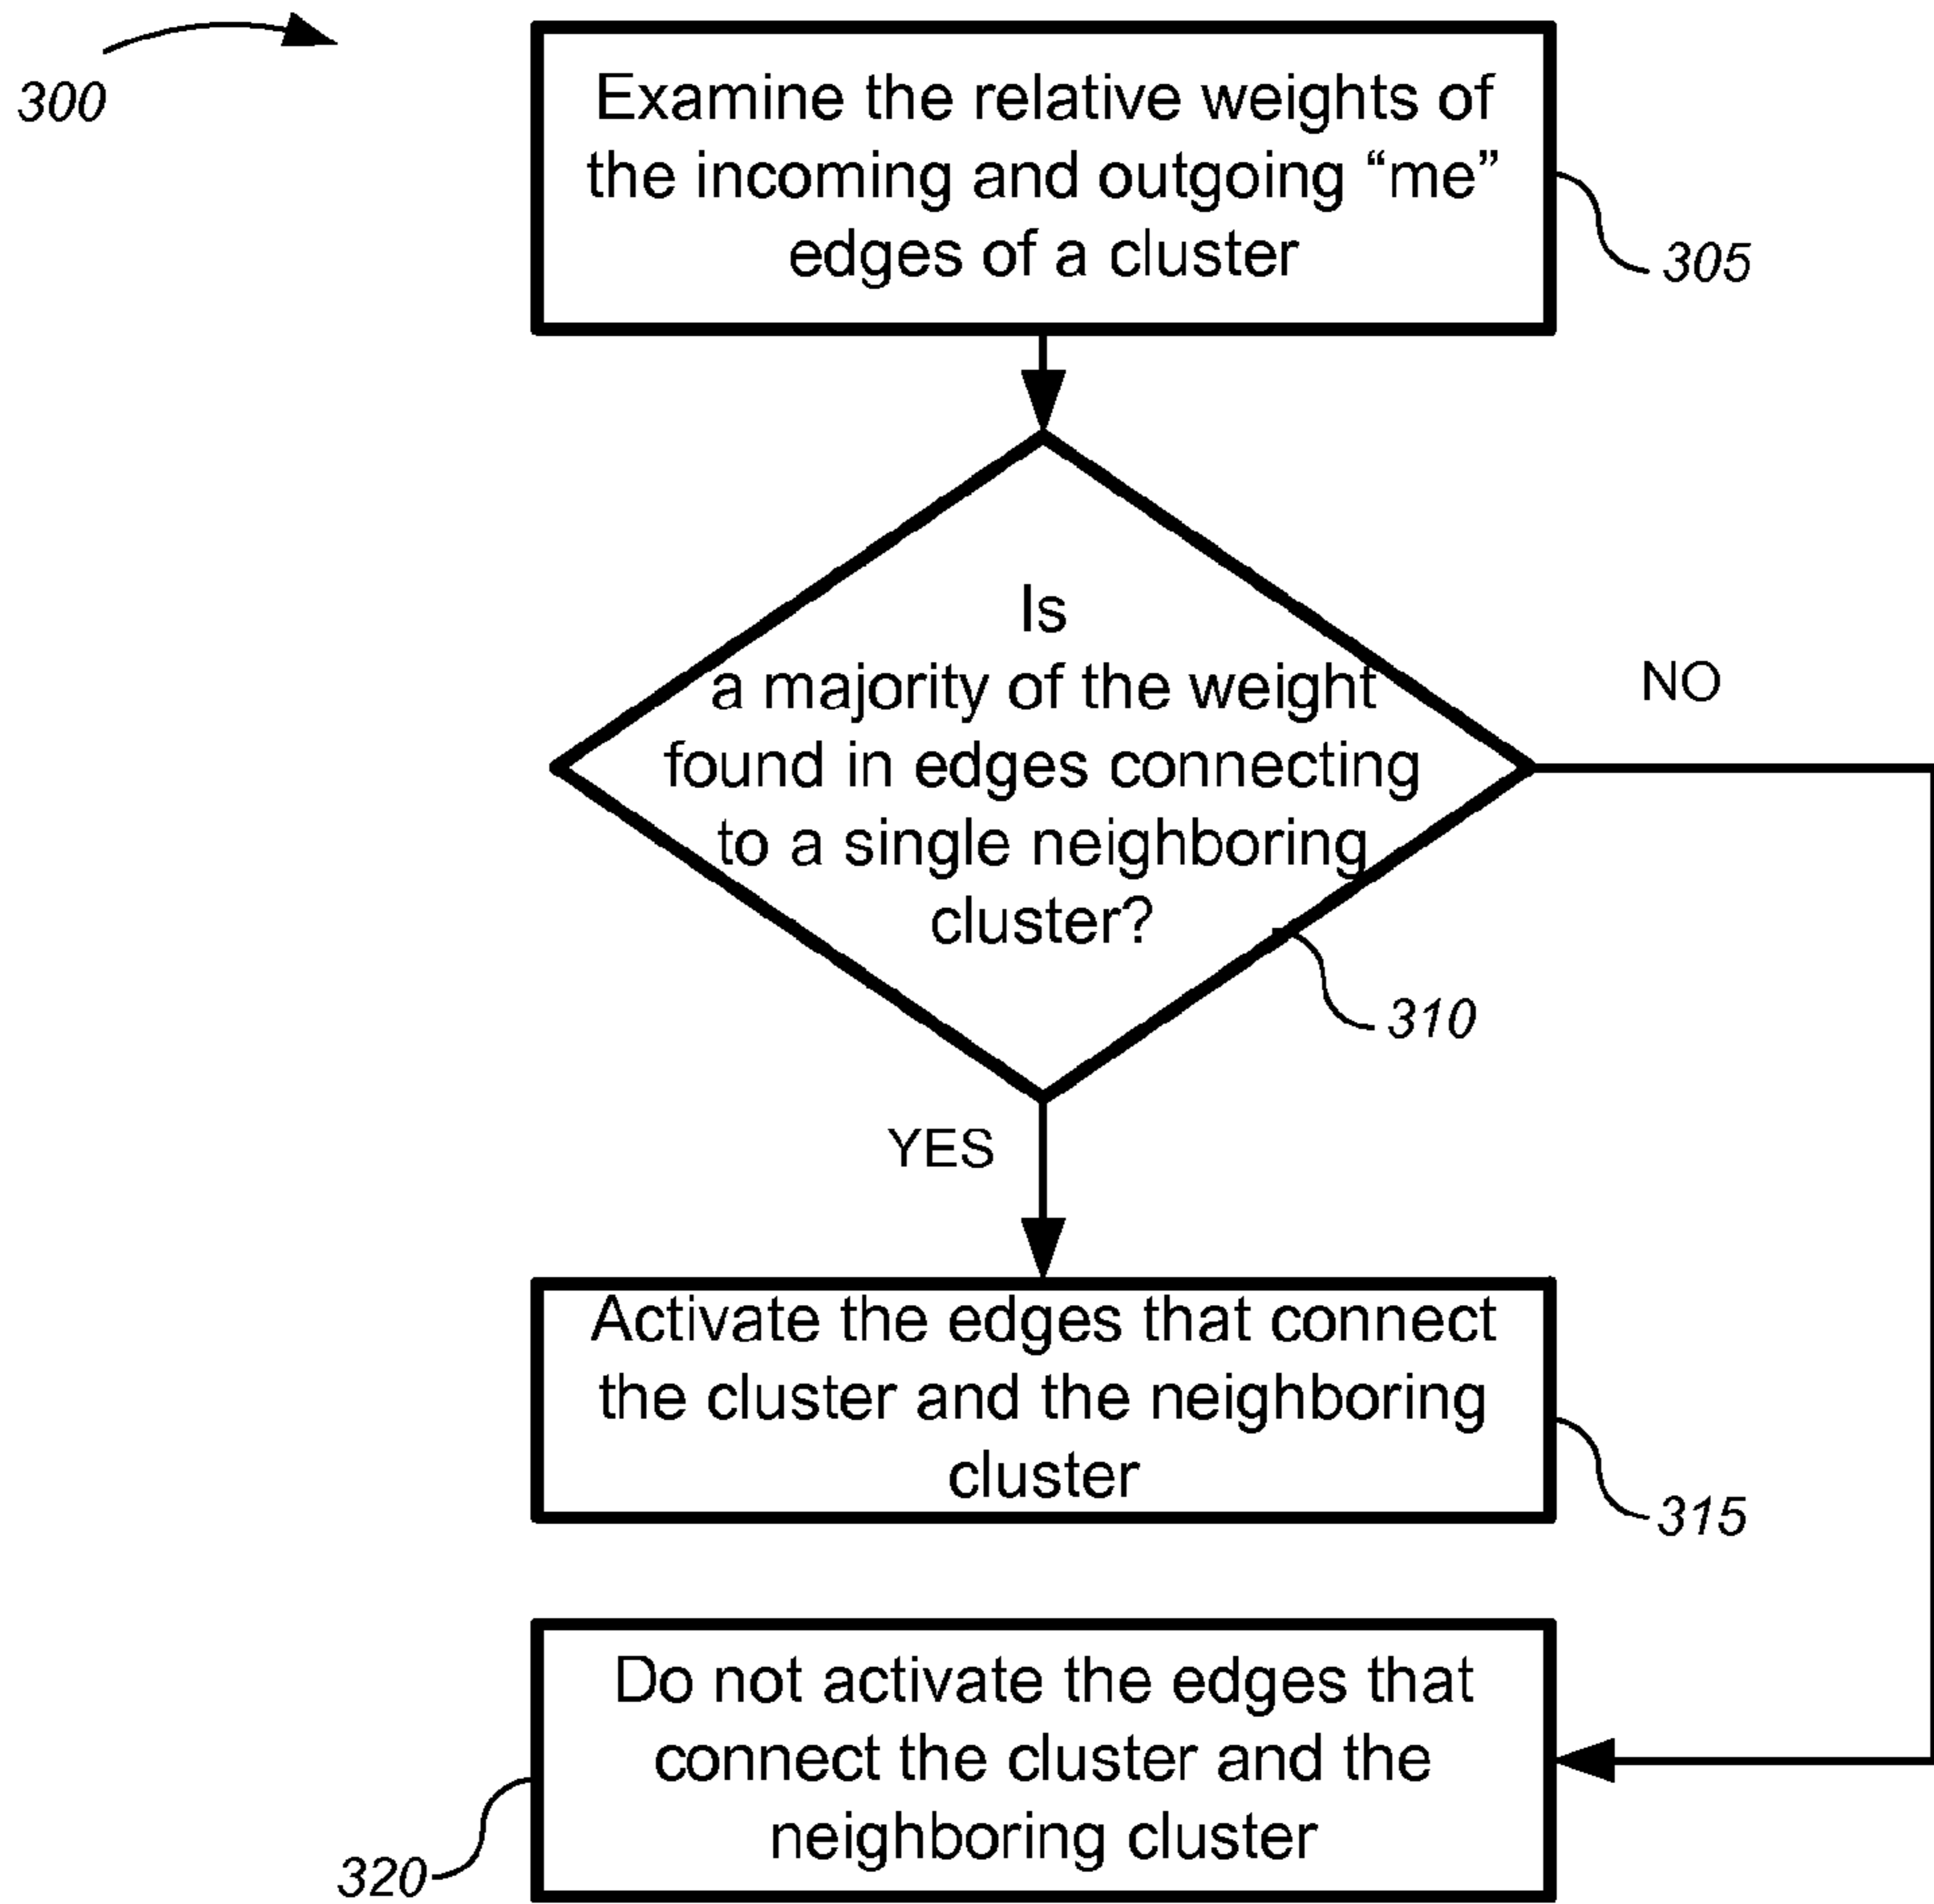 300
Examine the relative weights of
the incoming and outgoing “me”
edges of a cluster
305
Is
a majority of the weight
found in edges connecting
to a single neighboring
cluster?
NO
310
YES
Activate the edges that connect
the cluster and the neighboring
cluster
315
Do not activate the edges that
connect the cluster and the
neighboring cluster
320